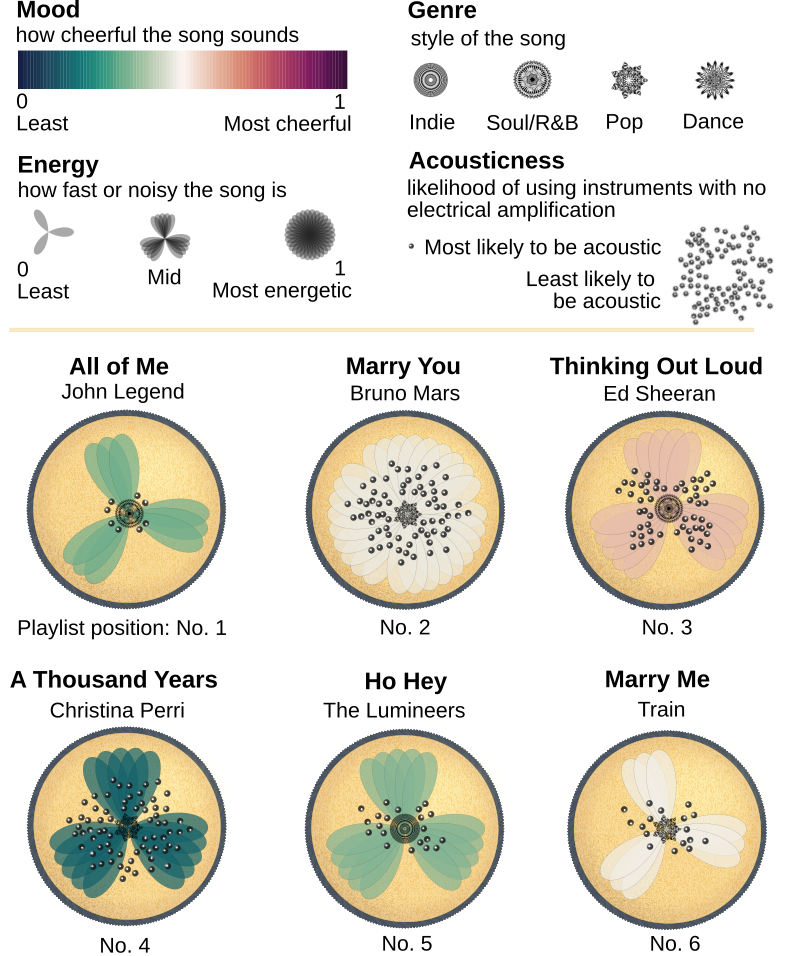 Mood
how cheerful the song sounds
0
1
Least
Most cheerful
Energy
how fast or noisy the song is
0
Least
Mid
1
Most energetic
Genre
style of the song
Indie
Soul/R&B
Pop
Dance
Acousticness
likelihood of using instruments with no
electrical amplification
Most likely to be acoustic
Least likely to
be acoustic
All of Me
John Legend
Playlist position: No. 1
Marry You
Bruno Mars
No. 2
Thinking Out Loud
Ed Sheeran
No. 3
A Thousand Years
Christina Perri
No. 4
Ho Hey
The Lumineers
No. 5
Marry Me
Train
No. 6